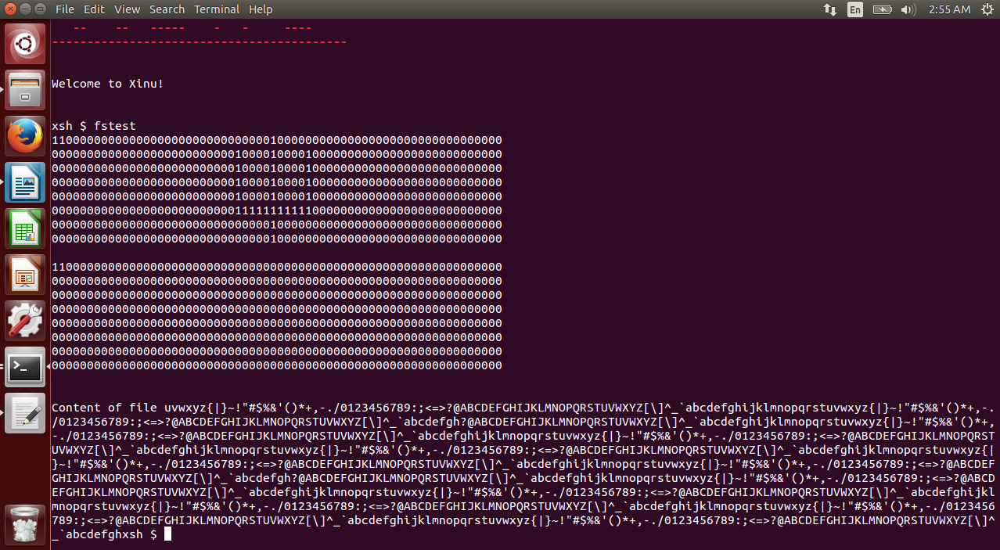 File Edit View Search Terminal Help
En
2:55 AM
-- -- ----- - - ----
------------------------------------------
Welcome to Xinu!
xsh $ fstest
1100000000000000000000000000000100000000000000000000000000000000
0000000000000000000000000010000100001000000000000000000000000000
0000000000000000000000000010000100001000000000000000000000000000
0000000000000000000000000010000100001000000000000000000000000000
0000000000000000000000000010000100001000000000000000000000000000
0000000000000000000000000011111111111000000000000000000000000000
0000000000000000000000000000000100000000000000000000000000000000
0000000000000000000000000000000100000000000000000000000000000000
1100000000000000000000000000000000000000000000000000000000000000
0000000000000000000000000000000000000000000000000000000000000000
0000000000000000000000000000000000000000000000000000000000000000
0000000000000000000000000000000000000000000000000000000000000000
0000000000000000000000000000000000000000000000000000000000000000
0000000000000000000000000000000000000000000000000000000000000000
0000000000000000000000000000000000000000000000000000000000000000
0000000000000000000000000000000000000000000000000000000000000000
Content of file uvwxyz{|}~!"#$%&'()*+,-./0123456789:;<=>?@ABCDEFGHIJKLMNOPQRSTUVWXYZ[\]^_`abcdefghijklmnopqrstuvwxyz{|}~!"#$%&'()*+,-.
/0123456789:;<=>?@ABCDEFGHIJKLMNOPQRSTUVWXYZ[\]^_`abcdefgh?@ABCDEFGHIJKLMNOPQRSTUVWXYZ[\]^_`abcdefghijklmnopqrstuvwxyz{|}~!"#$%&'()*+,
-./0123456789:;<=>?@ABCDEFGHIJKLMNOPQRSTUVWXYZ[\]^_`abcdefghijklmnopqrstuvwxyz{|}~!"#$%&'()*+,-./0123456789:;<=>?@ABCDEFGHIJKLMNOPQRST
UVWXYZ[\]^_`abcdefghijklmnopqrstuvwxyz{|}~!"#$%&'()*+,-./0123456789:;<=>?@ABCDEFGHIJKLMNOPQRSTUVWXYZ[\]^_`abcdefghijklmnopqrstuvwxyz{|
}~!"#$%&'()*+,-./0123456789:;<=>?@ABCDEFGHIJKLMNOPQRSTUVWXYZ[\]^_`abcdefghijklmnopqrstuvwxyz{|}~!"#$%&'()*+,-./0123456789:;<=>?@ABCDEF
GHIJKLMNOPQRSTUVWXYZ[\]^_`abcdefgh?@ABCDEFGHIJKLMNOPQRSTUVWXYZ[\]^_`abcdefghijklmnopqrstuvwxyz{|}~!"#$%&'()*+,-./0123456789:;<=>?@ABCD
EFGHIJKLMNOPQRSTUVWXYZ[\]^_`abcdefghijklmnopqrstuvwxyz{|}~!"#$%&'()*+,-./0123456789:;<=>?@ABCDEFGHIJKLMNOPQRSTUVWXYZ[\]^_`abcdefghijkl
mnopqrstuvwxyz{|}~!"#$%&'()*+,-./0123456789:;<=>?@ABCDEFGHIJKLMNOPQRSTUVWXYZ[\]^_`abcdefghijklmnopqrstuvwxyz{|}~!"#$%&'()*+,-./0123456
789:;<=>?@ABCDEFGHIJKLMNOPQRSTUVWXYZ[\]^_`abcdefghijklmnopqrstuvwxyz{|}~!"#$%&'()*+,-./0123456789:;<=>?@ABCDEFGHIJKLMNOPQRSTUVWXYZ[\]^
_`abcdefghxsh $